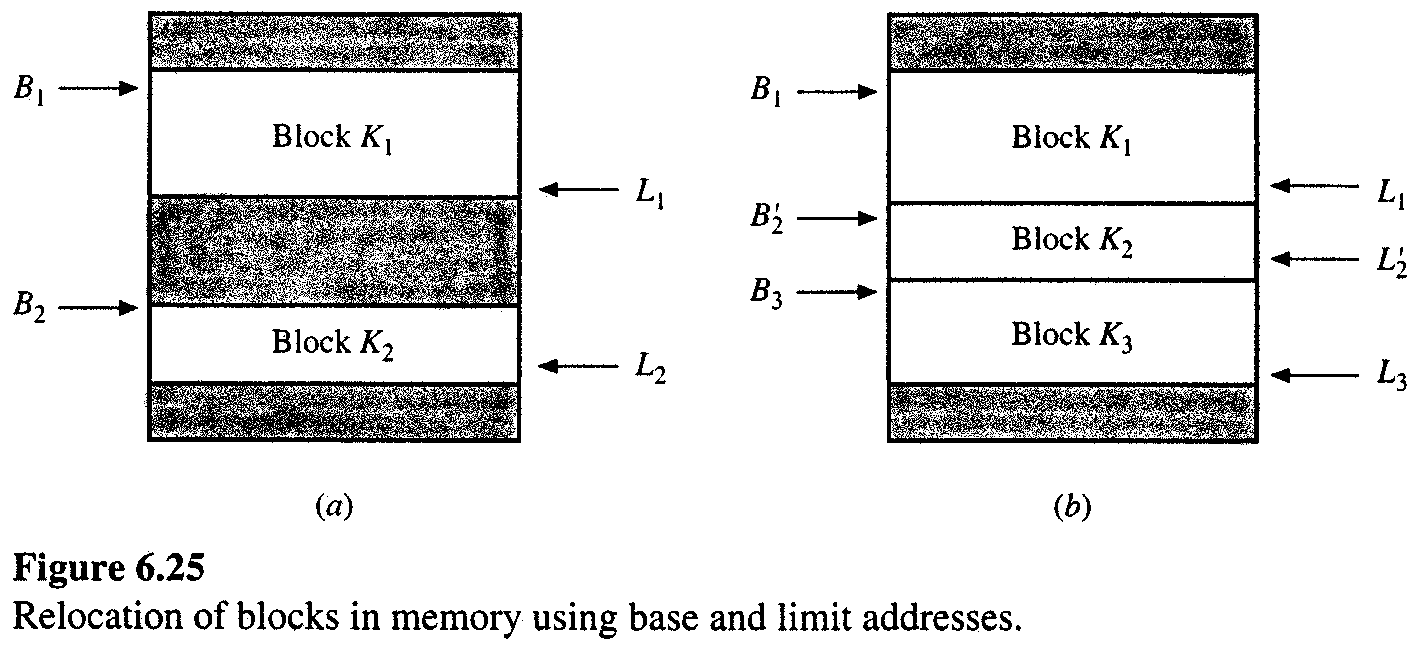 B₁
Block K₁
L₁
B₂
Block K₂
L₂
(a)
B₁
Block K₁
L₁
B′₂
Block K₂
L′₂
B₃
Block K₃
L₃
(b)
Figure 6.25
Relocation of blocks in memory using base and limit addresses.